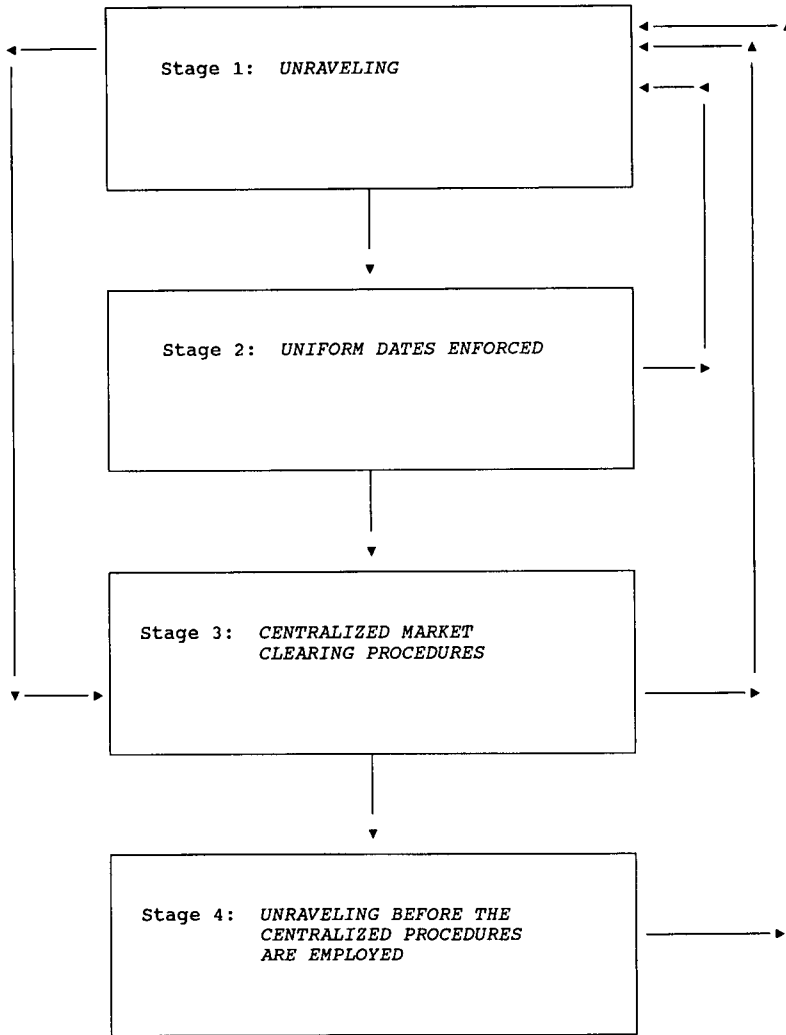 Stage 1: UNRAVELING
Stage 2: UNIFORM DATES ENFORCED
Stage 3: CENTRALIZED MARKET
CLEARING PROCEDURES
Stage 4: UNRAVELING BEFORE THE
CENTRALIZED PROCEDURES
ARE EMPLOYED